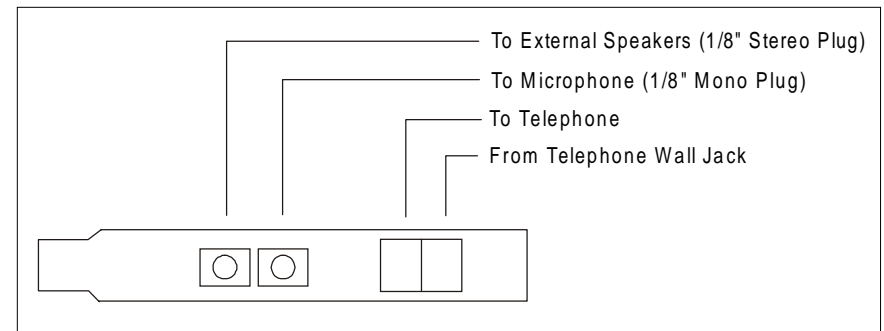 To External Speakers (1/8" Stereo Plug)
To Microphone (1/8" Mono Plug)
To Telephone
From Telephone Wall Jack